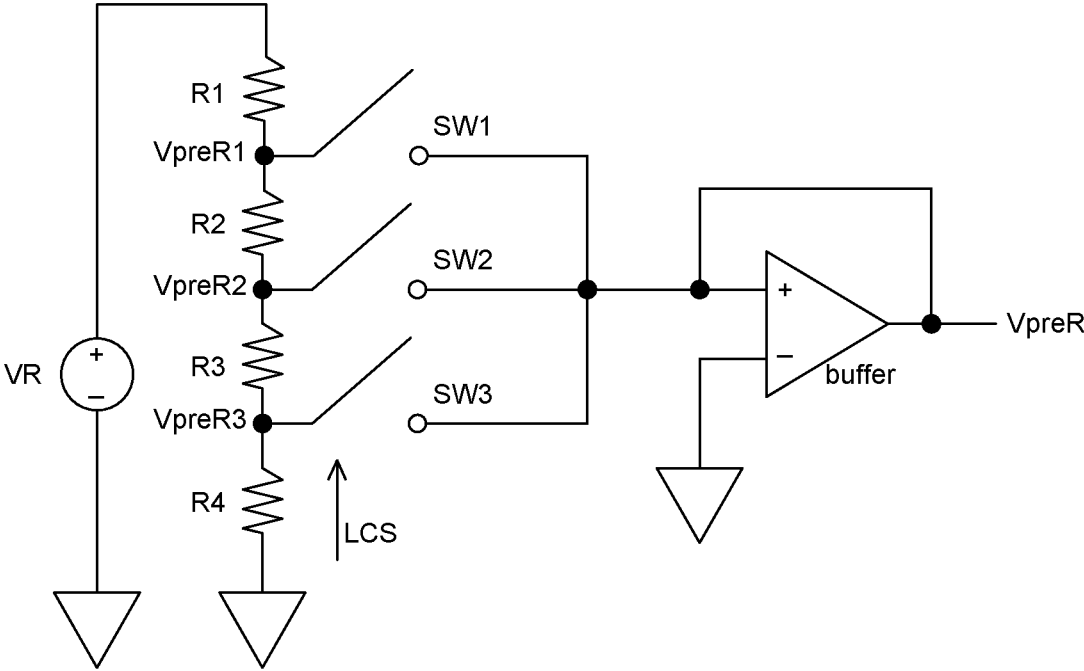 R1
SW1
VpreR1
R2
SW2
VpreR2
+
VR
+
−
R3
−
VpreR
buffer
SW3
VpreR3
R4
LCS